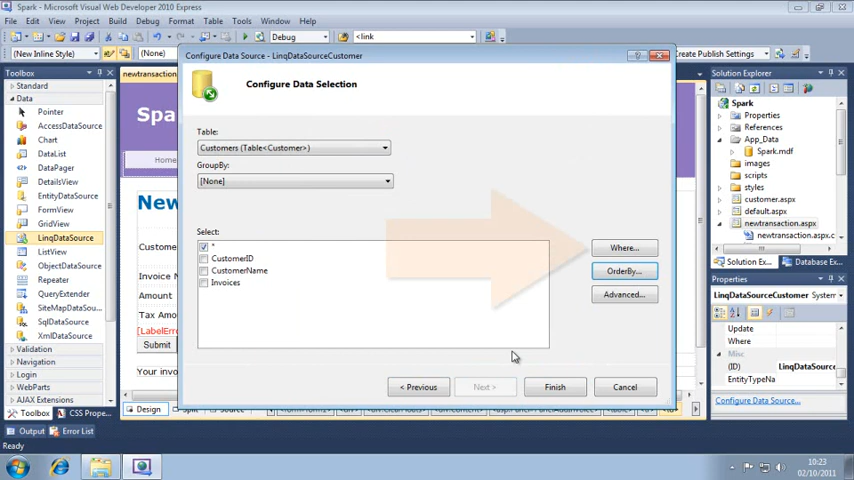 Spark - Microsoft Visual Web Developer 2010 Express
File Edit View Project Build Debug Format Table Tools Window Help
Debug <link
(New Inline Style) (None) Create Publish Settings
Configure Data Source - LinqDataSourceCustomer
Configure Data Selection
Table:
Customers (Table<Customer>)
GroupBy:
[None]
Select:
*
CustomerID
CustomerName
Invoices
Where...
OrderBy...
Advanced...
< Previous Next > Finish Cancel
Toolbox
Standard
Data
Pointer
AccessDataSource
Chart
DataList
DataPager
DetailsView
EntityDataSource
FormView
GridView
LinqDataSource
ListView
ObjectDataSource
Repeater
QueryExtender
SiteMapDataSou
SqlDataSource
XmlDataSource
Validation
Navigation
Login
WebParts
AJAX Extensions
Toolbox CSS Prope...
newtransaction
Spa
Home
New
Custome
Invoice N
Amount
Tax Amo
[LabelErro
Submit
Your invo
Design Split Source
Solution Explorer
Spark
Properties
References
App_Data
Spark.mdf
images
scripts
styles
customer.aspx
default.aspx
newtransaction.aspx
newtransaction.aspx.c
Solution Ex... Database Ex...
Properties
LinqDataSourceCustomer System
Update
Where
Misc
(ID) LinqDataSource
EntityTypeNa
Configure Data Source...
Output Error List
Ready
10:23
02/10/2011